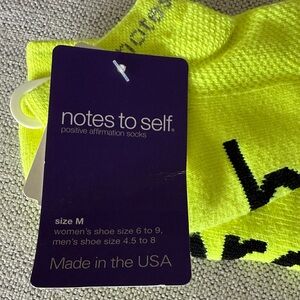 notes to self®
positive affirmation socks
size M
women's shoe size 6 to 9,
men's shoe size 4.5 to 8
Made in the USA